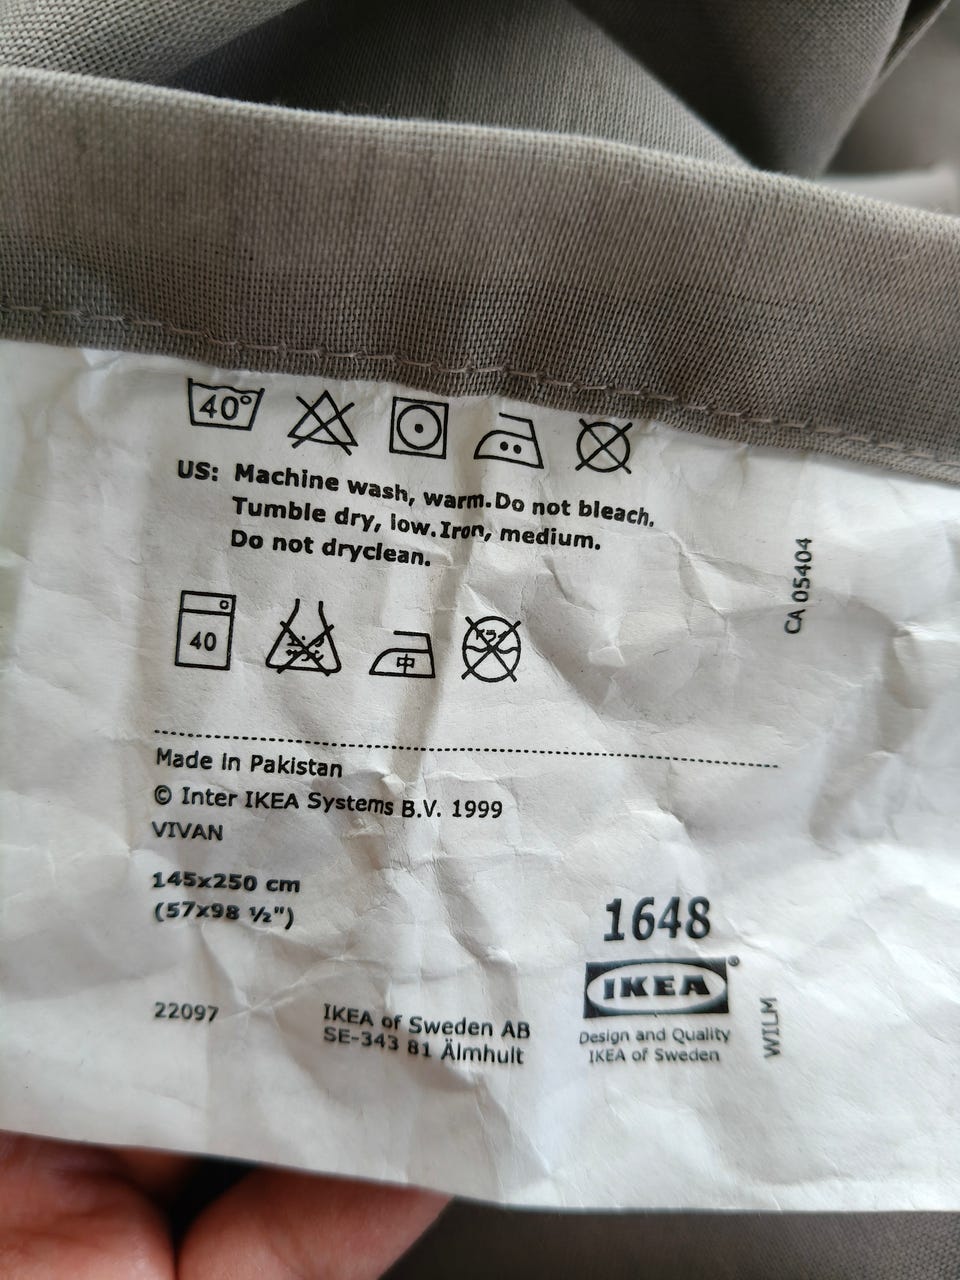 40°
US: Machine wash, warm.Do not bleach.
Tumble dry, low.Iron, medium.
Do not dryclean.
CA 05404
40
中
Made in Pakistan
© Inter IKEA Systems B.V. 1999
VIVAN
145x250 cm
(57x98 ½")
1648
IKEA®
22097
IKEA of Sweden AB
SE-343 81 Älmhult
Design and Quality
IKEA of Sweden
WILM